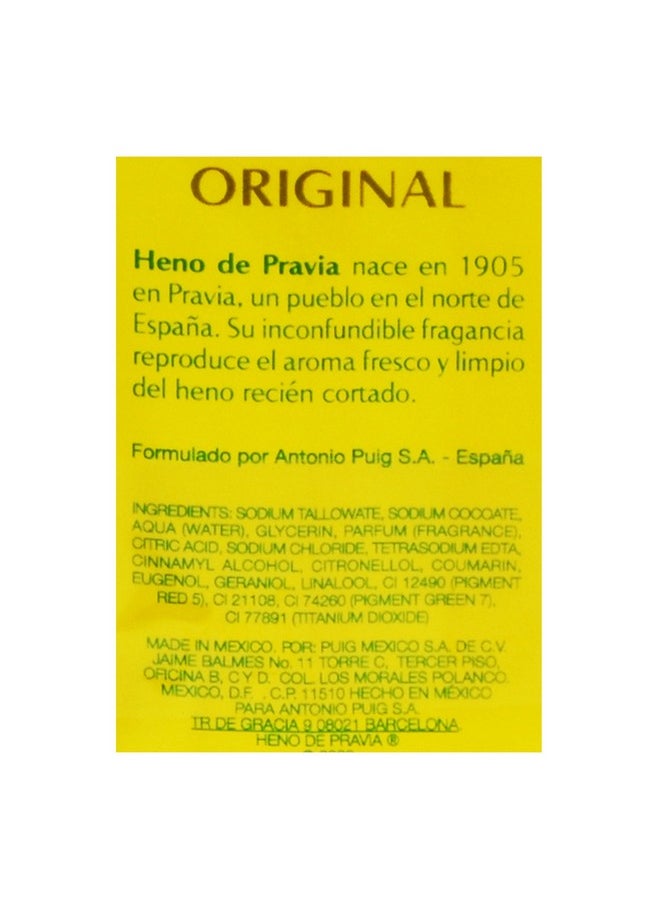 ORIGINAL
Heno de Pravia nace en 1905
en Pravia, un pueblo en el norte de
España. Su inconfundible fragancia
reproduce el aroma fresco y limpio
del heno recién cortado.
Formulado por Antonio Puig S.A. - España
INGREDIENTS: SODIUM TALLOWATE, SODIUM COCOATE,
AQUA (WATER), GLYCERIN, PARFUM (FRAGRANCE),
CITRIC ACID, SODIUM CHLORIDE, TETRASODIUM EDTA,
CINNAMYL ALCOHOL, CITRONELLOL, COUMARIN,
EUGENOL, GERANIOL, LINALOOL, CI 12490 (PIGMENT
RED 5), CI 21108, CI 74260 (PIGMENT GREEN 7),
CI 77891 (TITANIUM DIOXIDE)
MADE IN MEXICO. POR: PUIG MEXICO S.A. DE C.V.
JAIME BALMES No. 11 TORRE C, TERCER PISO,
OFICINA B, C Y D. COL. LOS MORALES POLANCO.
MEXICO, D.F. . C.P. 11510 HECHO EN MÉXICO
PARA ANTONIO PUIG S.A.
TR DE GRACIA 9 08021 BARCELONA
HENO DE PRAVIA ®